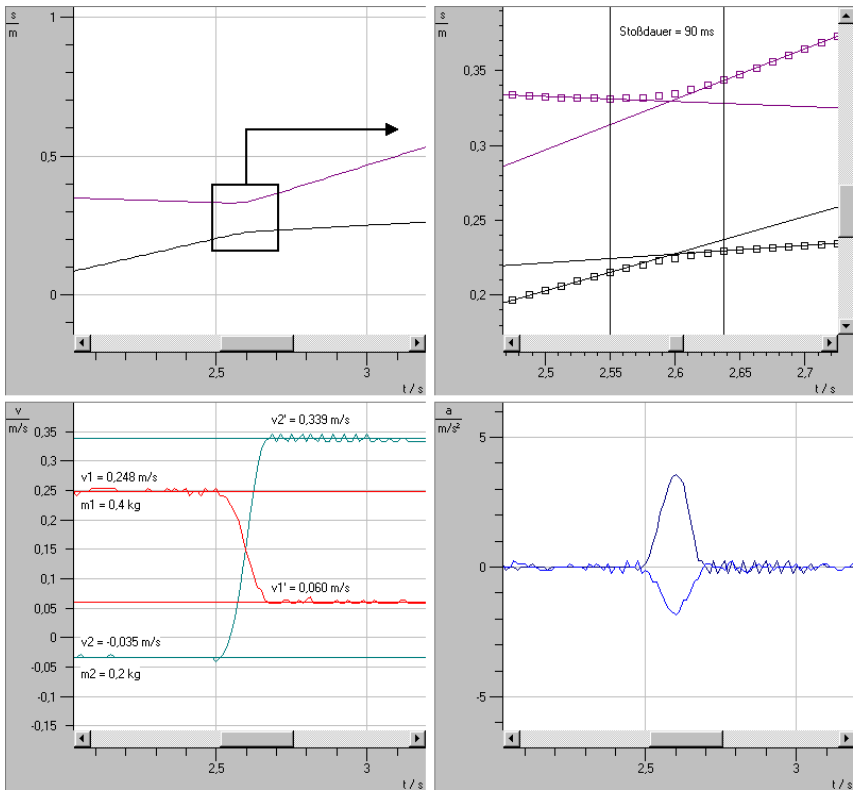 s
m
1
0,5
0
2,5
3
t / s
s
m
Stoßdauer = 90 ms
0,35
0,3
0,25
0,2
2,5
2,55
2,6
2,65
2,7
t / s
v
m/s
v2' = 0,339 m/s
0,35
0,3
v1 = 0,248 m/s
0,25
m1 = 0,4 kg
0,2
0,15
0,1
v1' = 0,060 m/s
0,05
0
v2 = -0,035 m/s
-0,05
m2 = 0,2 kg
-0,1
-0,15
2,5
3
t / s
a
m/s²
5
0
-5
2,5
3
t / s